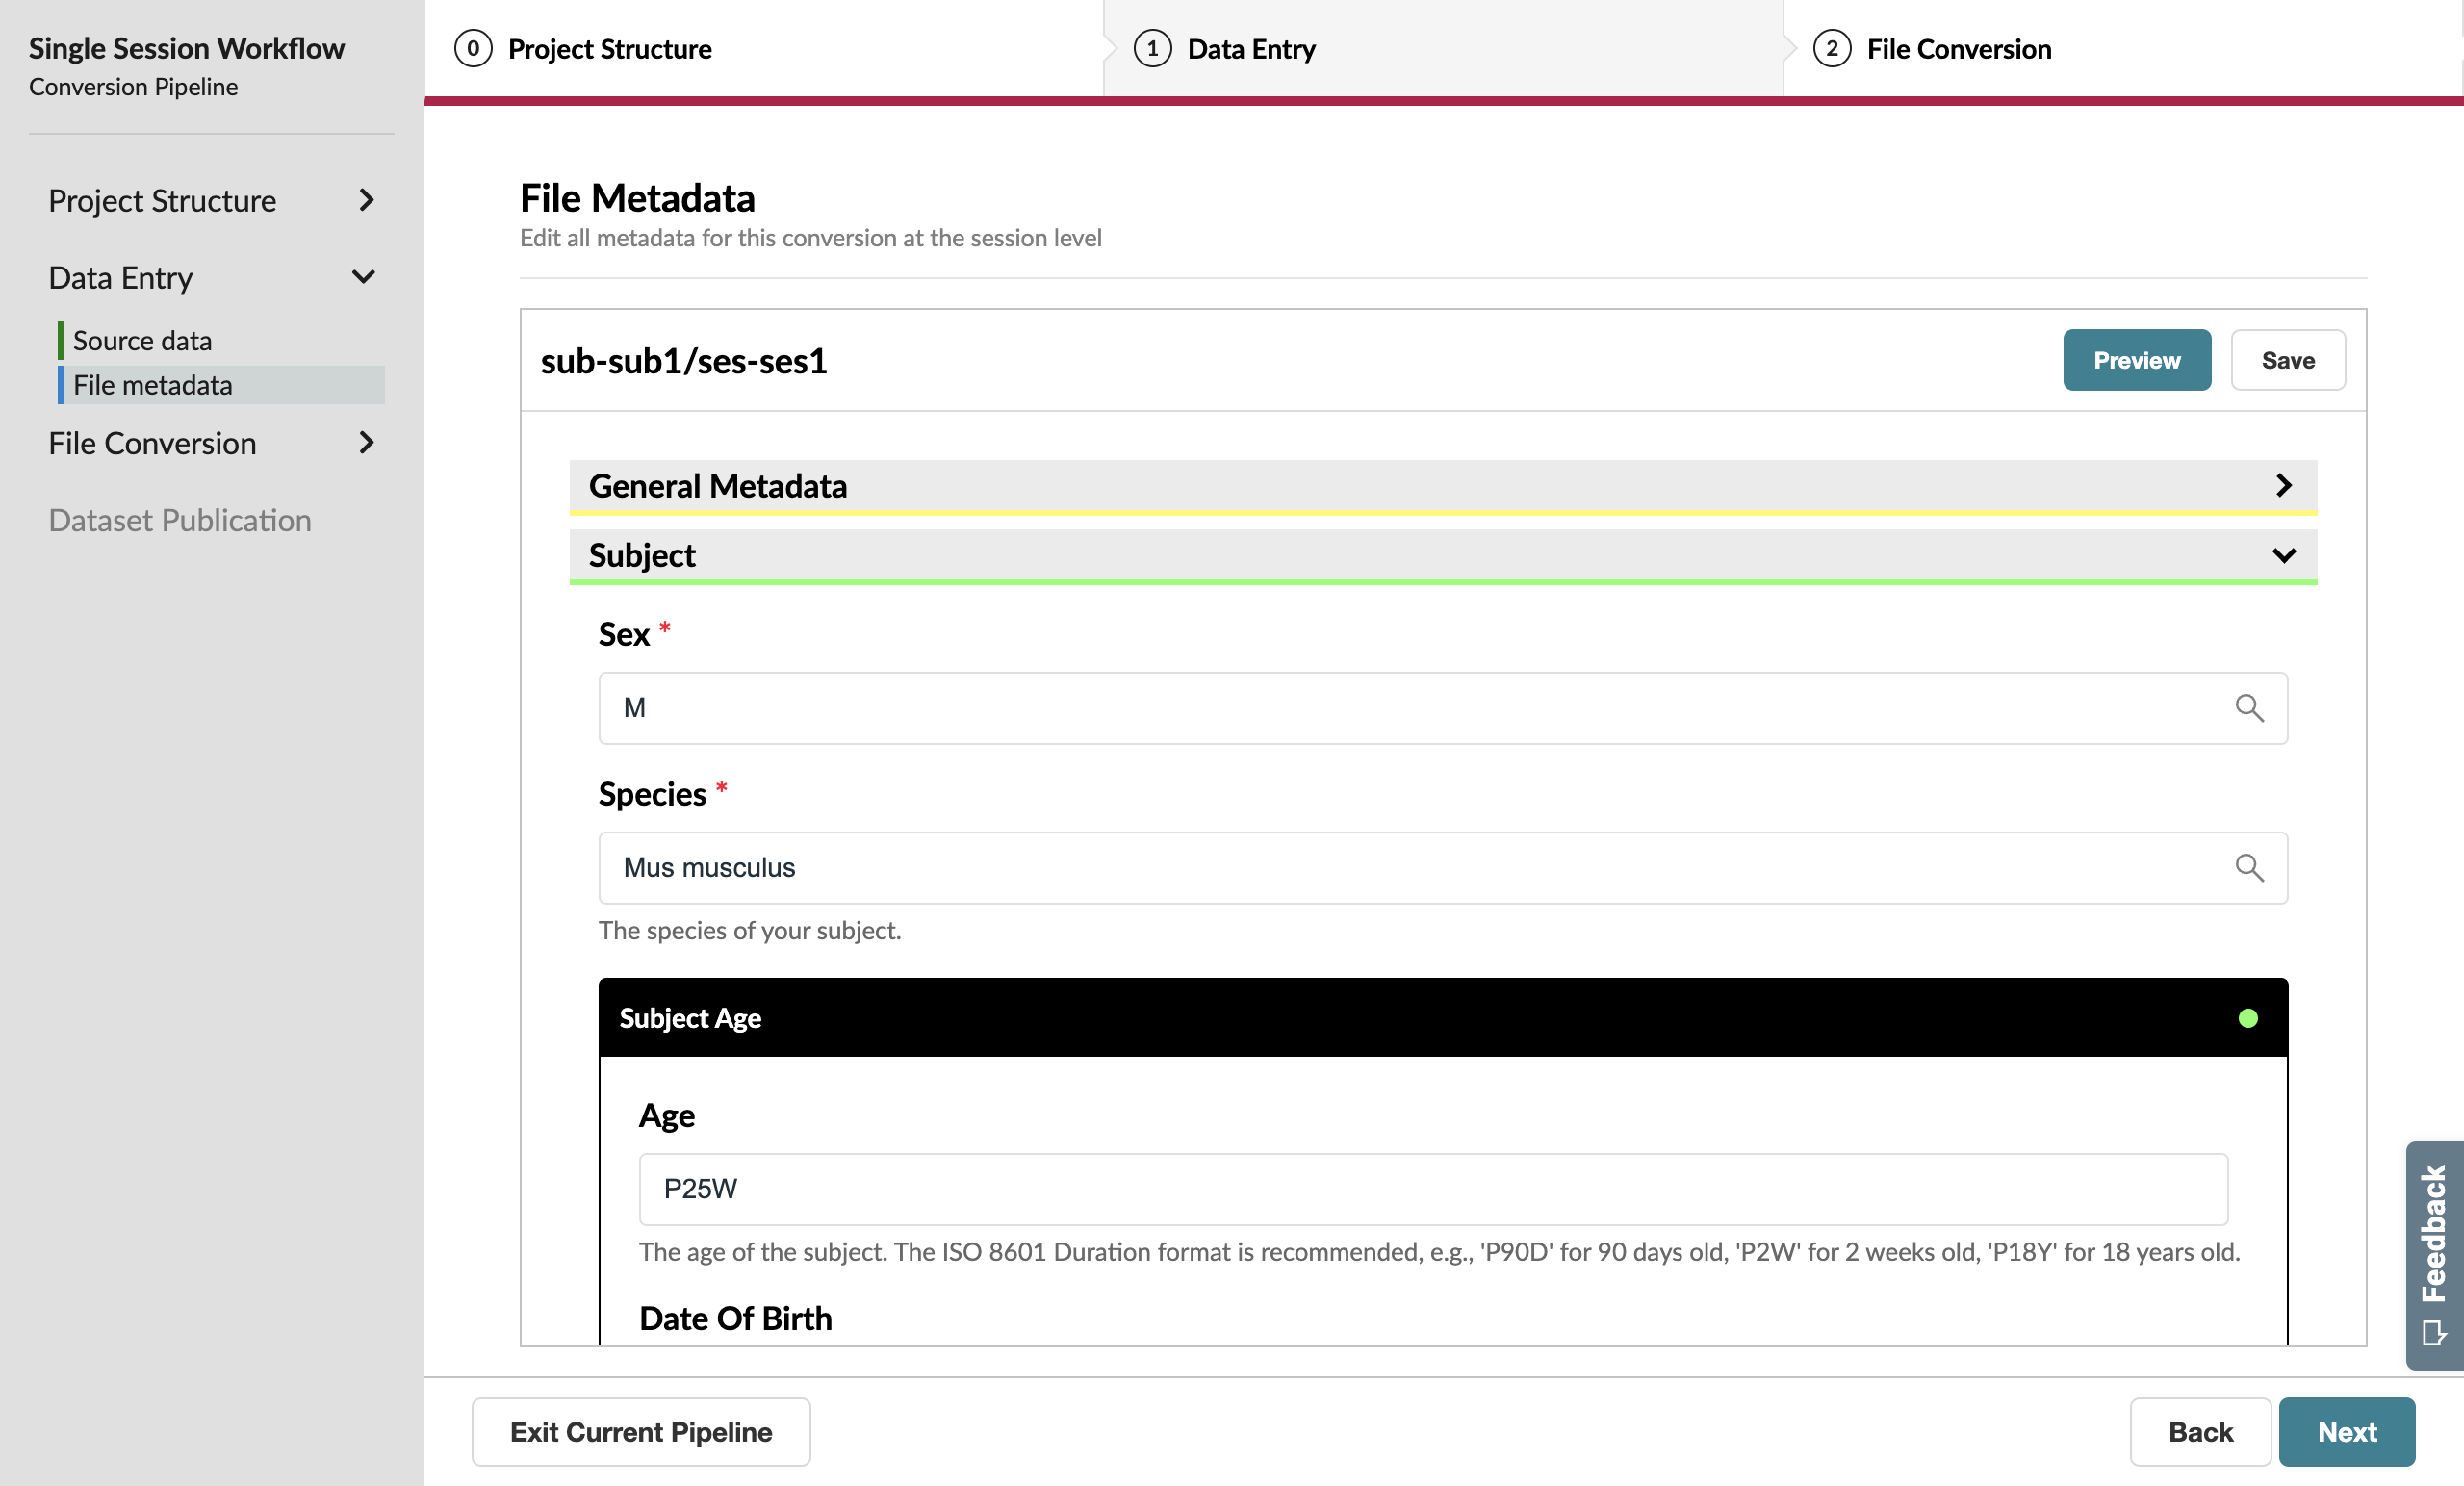 Single Session Workflow
Conversion Pipeline
Project Structure
Data Entry
Source data
File metadata
File Conversion
Dataset Publication
0 Project Structure
1 Data Entry
2 File Conversion
File Metadata
Edit all metadata for this conversion at the session level
sub-sub1/ses-ses1
Preview
Save
General Metadata
Subject
Sex *
M
Species *
Mus musculus
The species of your subject.
Subject Age
Age
P25W
The age of the subject. The ISO 8601 Duration format is recommended, e.g., 'P90D' for 90 days old, 'P2W' for 2 weeks old, 'P18Y' for 18 years old.
Date Of Birth
Feedback
Exit Current Pipeline
Back
Next